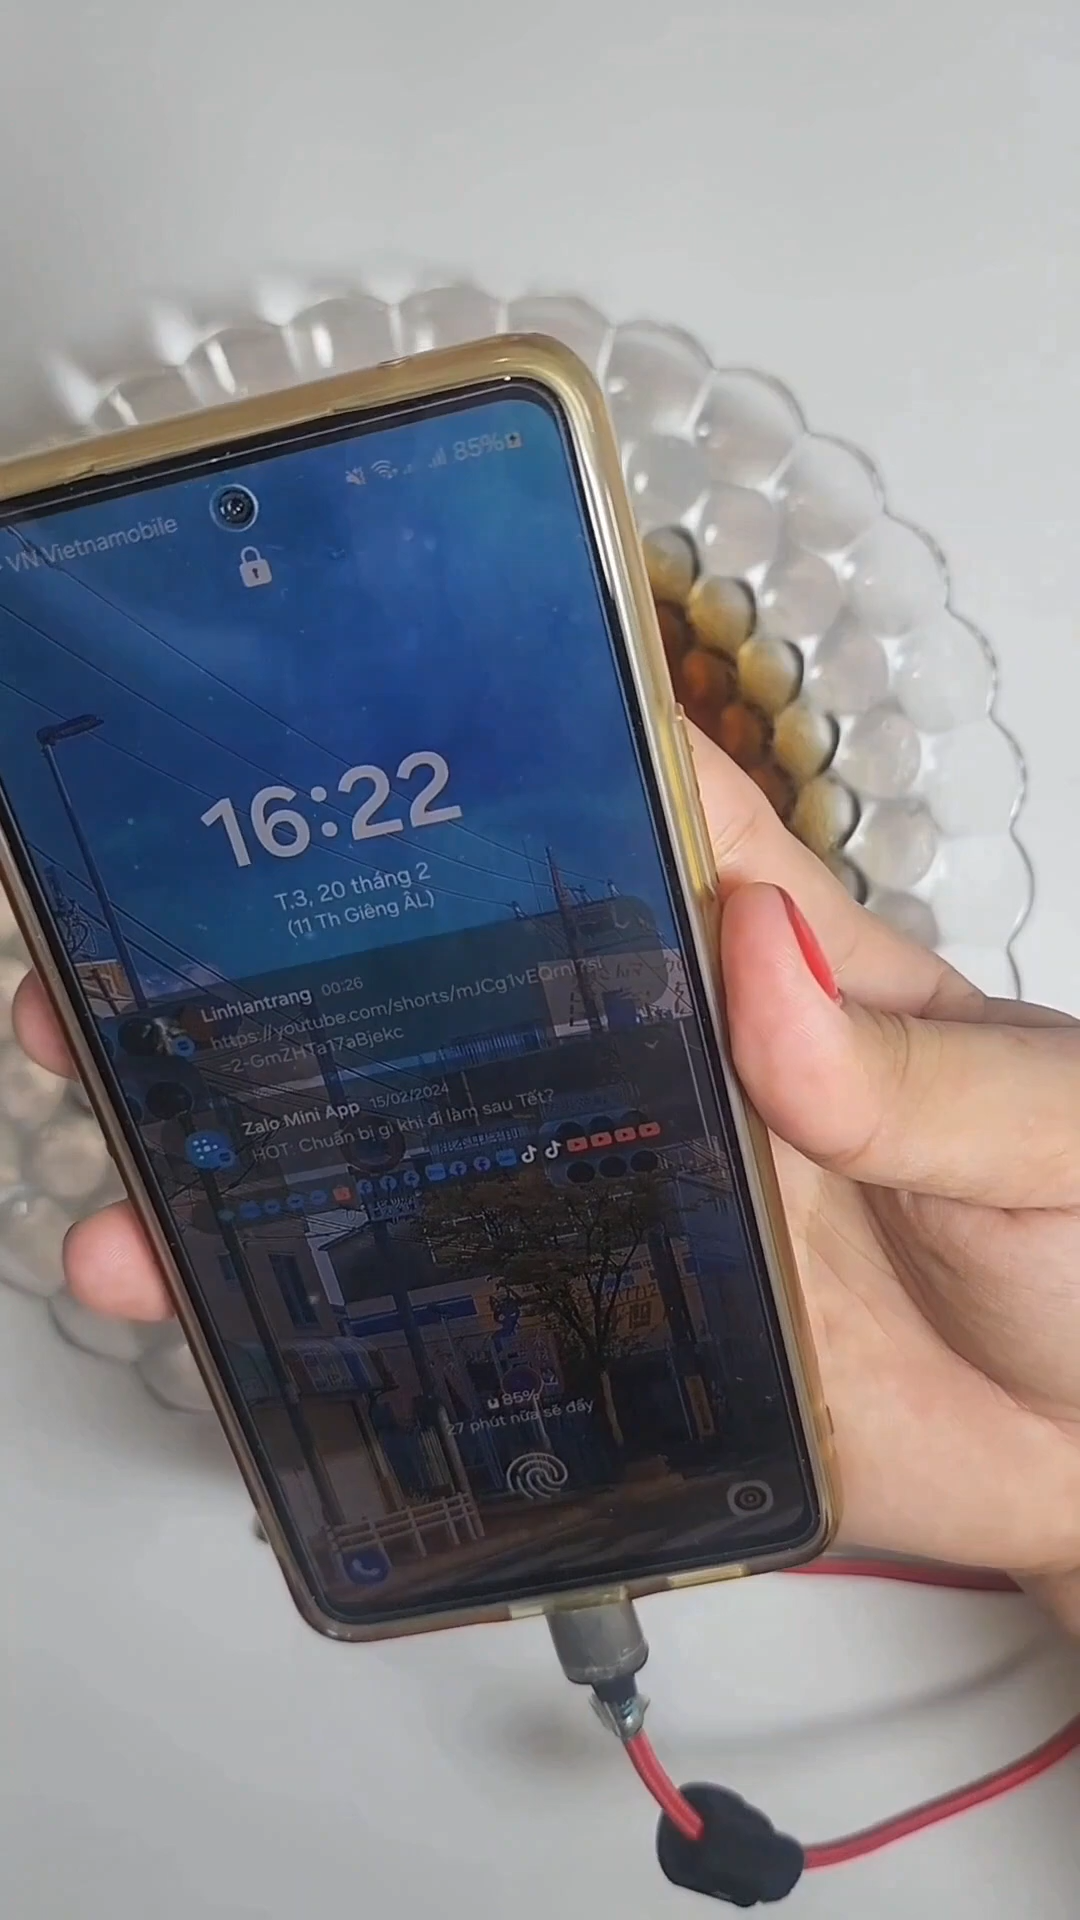 VN Vietnamobile
85%
16:22
T.3, 20 tháng 2
(11 Th Giêng ÂL)
Linhlantrang 00:26
https://youtube.com/shorts/mJCg1vEQrnI?si
=2-GmZHTa17aBjekc
Zalo Mini App 15/02/2024
HOT: Chuẩn bị gì khi đi làm sau Tết?
85%
27 phút nữa sẽ đầy